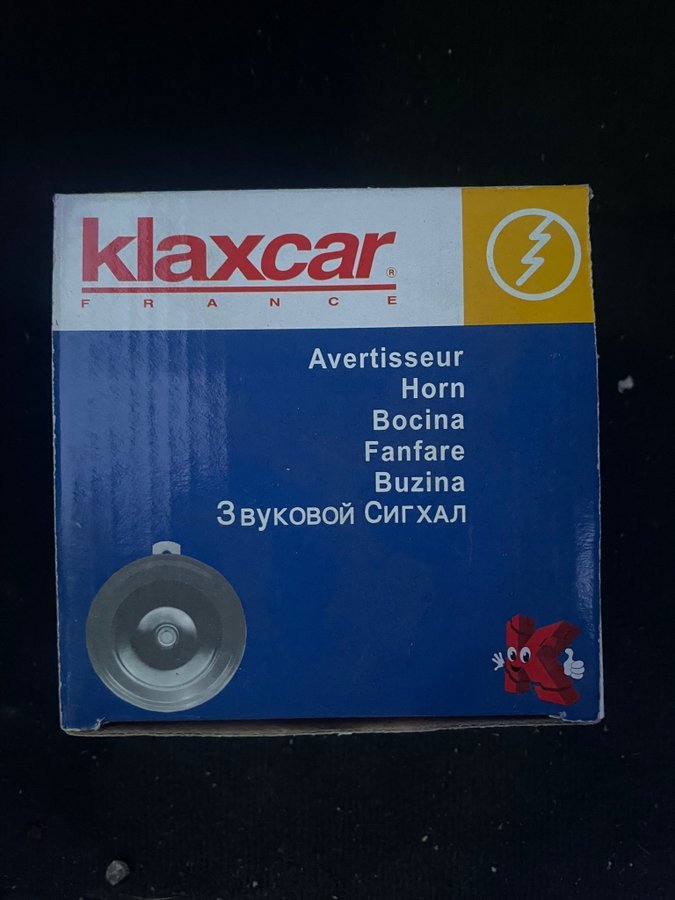 klaxcar®
FRANCE
Avertisseur
Horn
Bocina
Fanfare
Buzina
Звуковой Сигхал